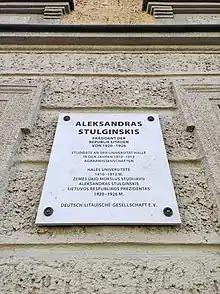 ALEKSANDRAS
STULGINSKIS
PRÄSIDENT DER
REPUBLIK LITAUEN
VON 1920 - 1926
STUDIERTE AN DER UNIVERSITÄT HALLE
IN DEN JAHREN 1910 - 1913
AGRARWISSENSCHAFTEN
HALĖS UNIVERSITETE
1910 - 1913 M.
ŽEMĖS ŪKIO MOKSLUS STUDIJAVO
ALEKSANDRAS STULGINSKIS
LIETUVOS RESPUBLIKOS PREZIDENTAS
1920 - 1926 M.
DEUTSCH-LITAUISCHE GESELLSCHAFT E.V.